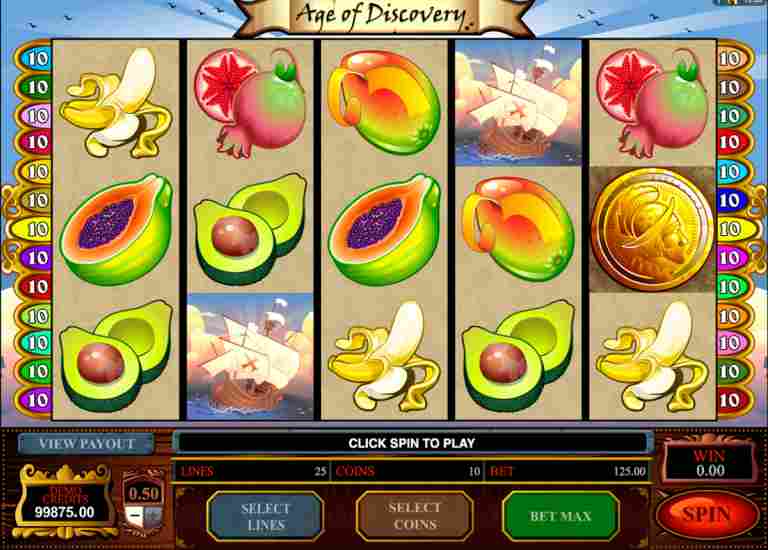 Age of Discovery
10 10
10 10
10 10
10 10
10 10
10 10
10 10
10 10
10 10
10 10
10 10
10 10
10 10
VIEW PAYOUT
CLICK SPIN TO PLAY
WIN
0.00
LINES 25 COINS 10 BET 125.00
DEMO
CREDITS
99875.00
0.50
SELECT
LINES
SELECT
COINS
BET MAX
SPIN